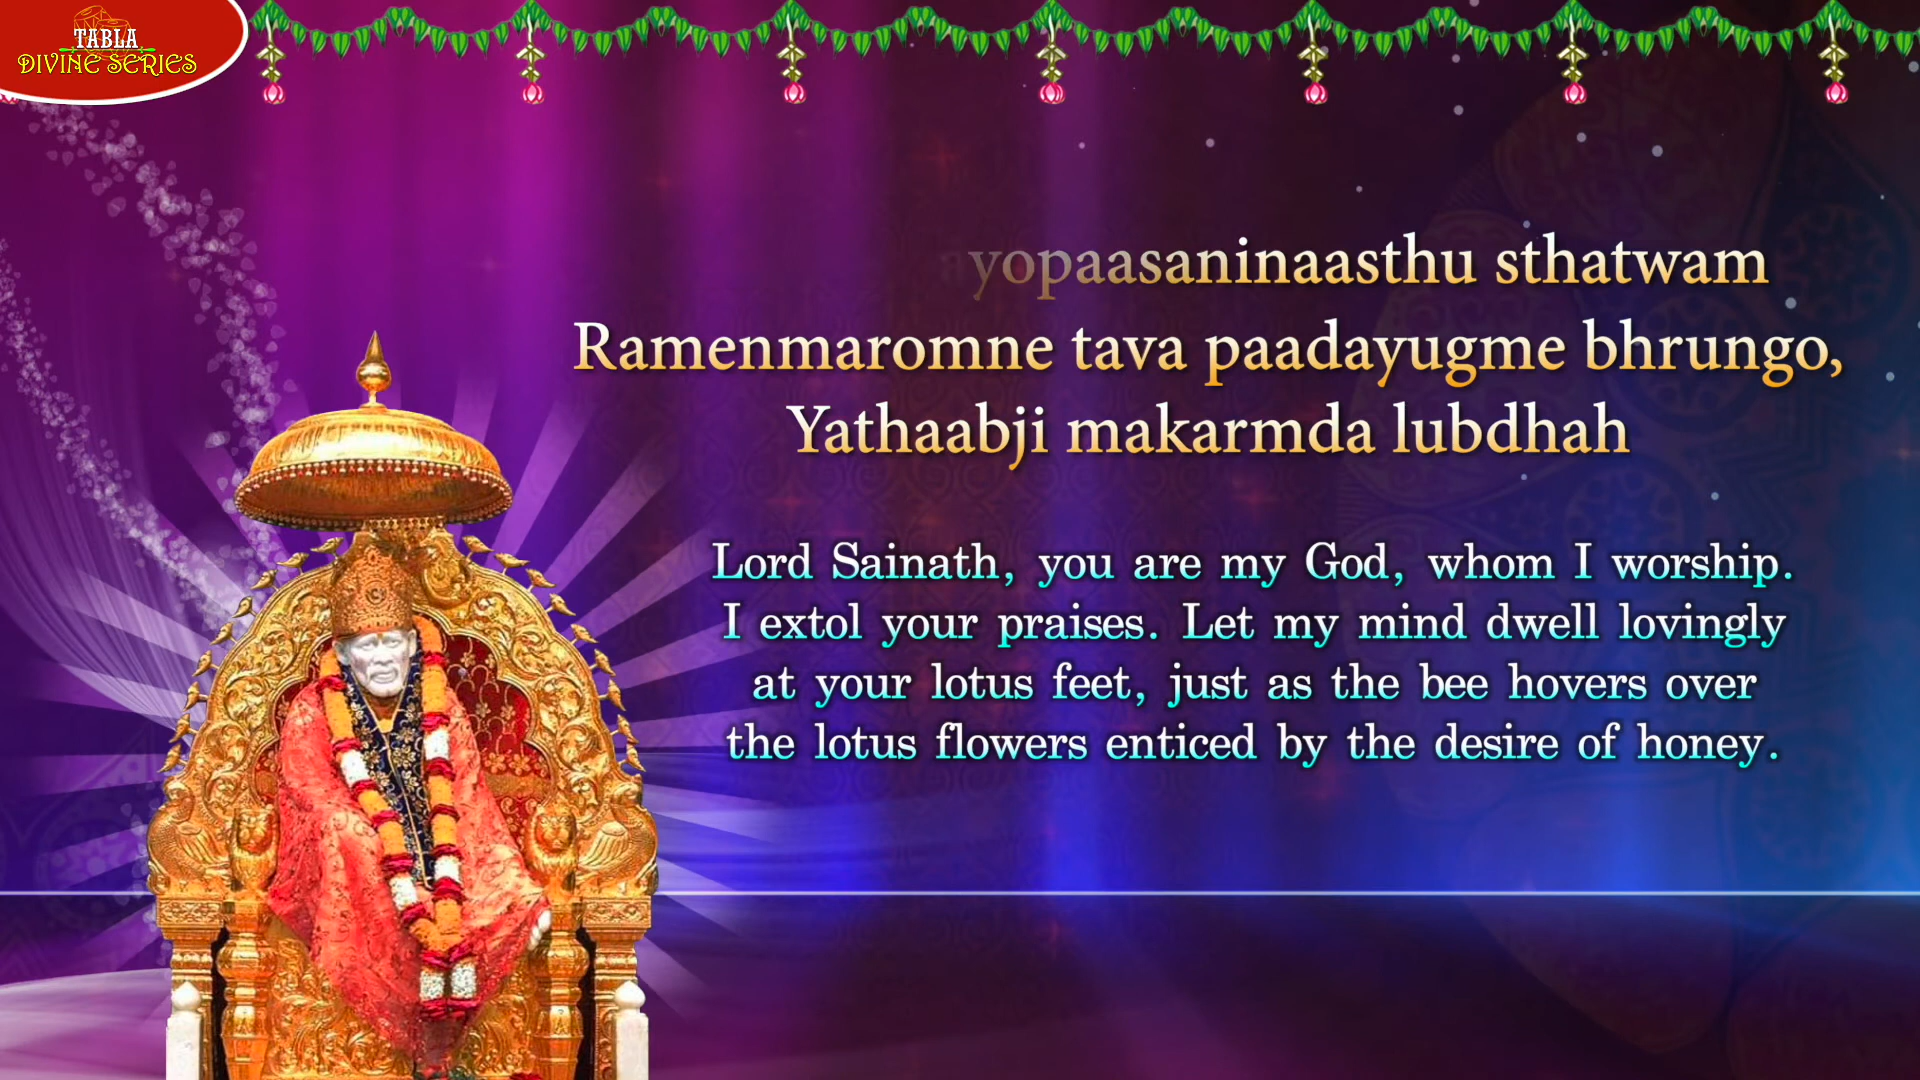 TABLA
DIVINE SERIES
yopaasaninaasthu sthatwam
Ramenmaromne tava paadayugme bhrungo,
Yathaabji makarmda lubdhah
Lord Sainath, you are my God, whom I worship.
I extol your praises. Let my mind dwell lovingly
at your lotus feet, just as the bee hovers over
the lotus flowers enticed by the desire of honey.